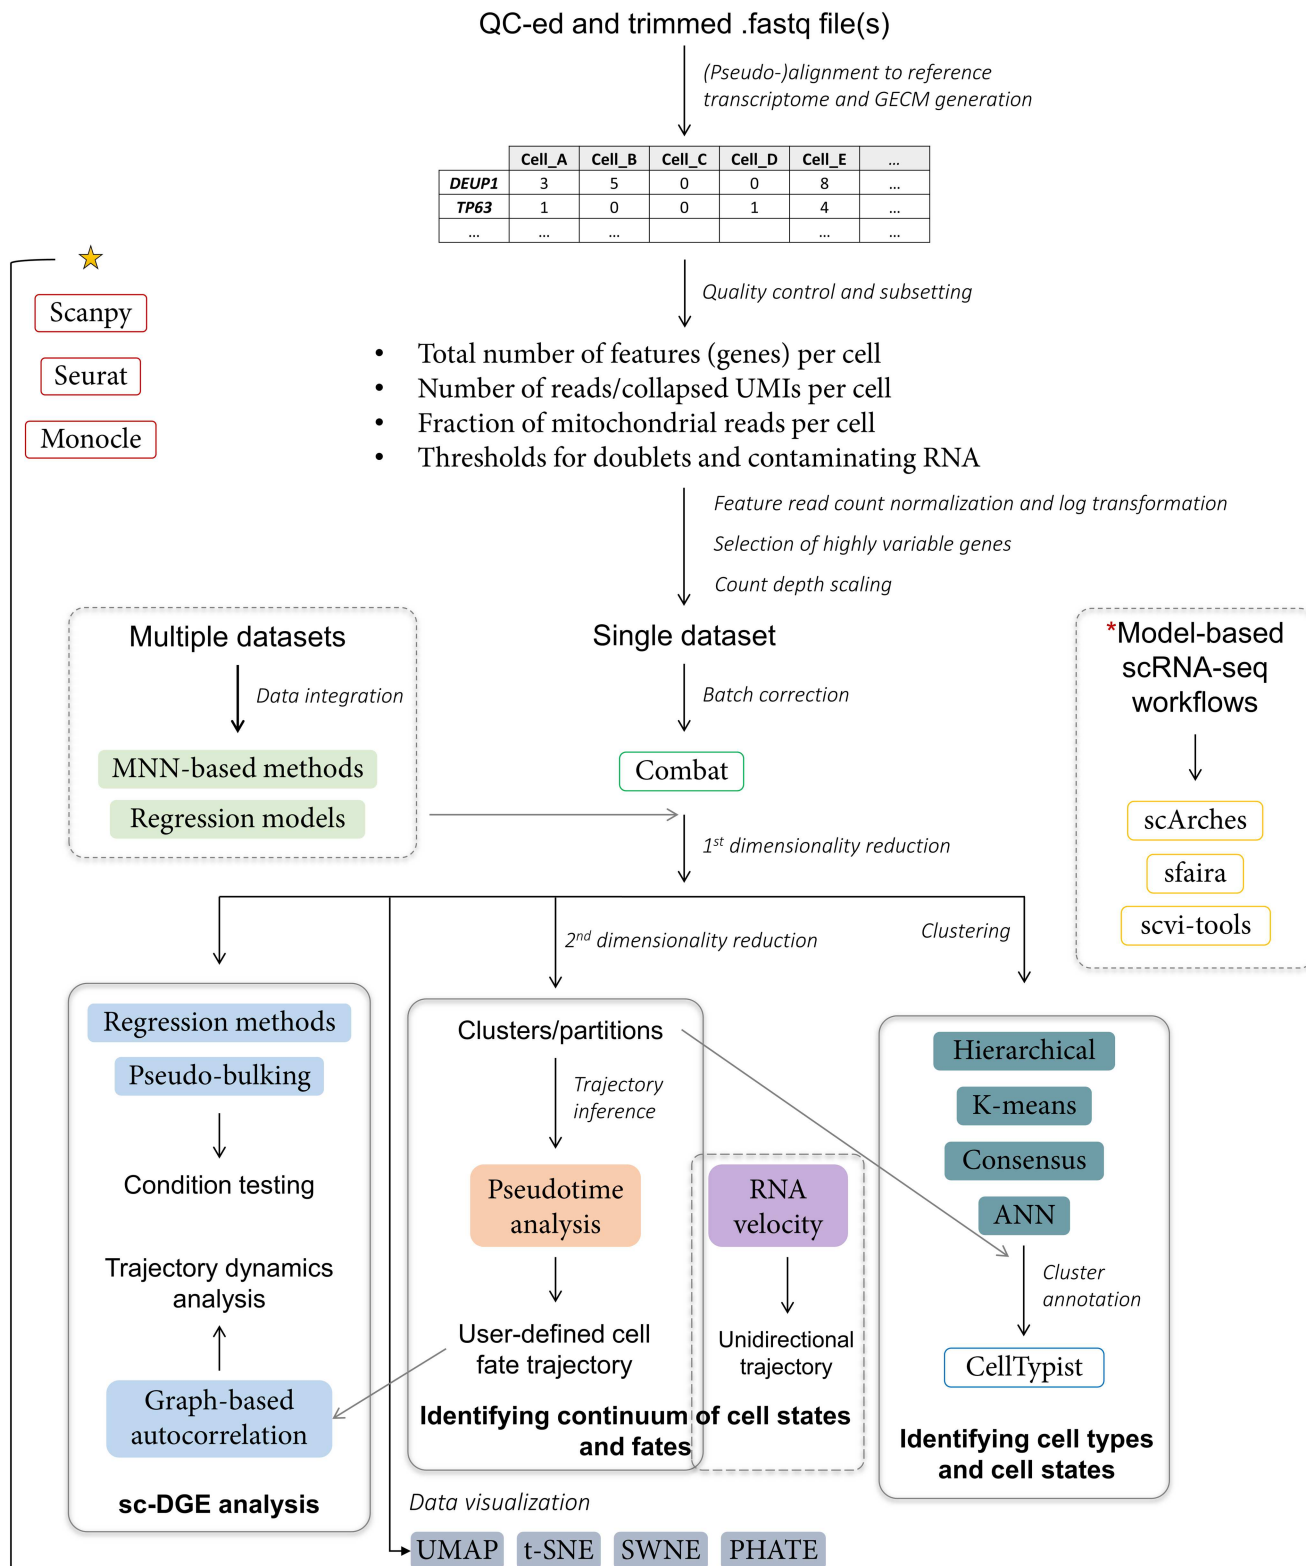 QC-ed and trimmed .fastq file(s)
(Pseudo-)alignment to reference
transcriptome and GECM generation
Cell_A Cell_B Cell_C Cell_D Cell_E ...
DEUP1 3 5 0 0 8 ...
TP63 1 0 0 1 4 ...
... ... ... ... ...
Quality control and subsetting
Scanpy
Seurat
Monocle
• Total number of features (genes) per cell
• Number of reads/collapsed UMIs per cell
• Fraction of mitochondrial reads per cell
• Thresholds for doublets and contaminating RNA
Feature read count normalization and log transformation
Selection of highly variable genes
Count depth scaling
Multiple datasets
Data integration
MNN-based methods
Regression models
Single dataset
Batch correction
Combat
1st dimensionality reduction
*Model-based
scRNA-seq
workflows
scArches
sfaira
scvi-tools
2nd dimensionality reduction
Clustering
Regression methods
Pseudo-bulking
Condition testing
Trajectory dynamics
analysis
Graph-based
autocorrelation
sc-DGE analysis
Clusters/partitions
Trajectory
inference
Pseudotime
analysis
User-defined cell
fate trajectory
RNA
velocity
Unidirectional
trajectory
Identifying continuum of cell states
and fates
Hierarchical
K-means
Consensus
ANN
Cluster
annotation
CellTypist
Identifying cell types
and cell states
Data visualization
UMAP t-SNE SWNE PHATE